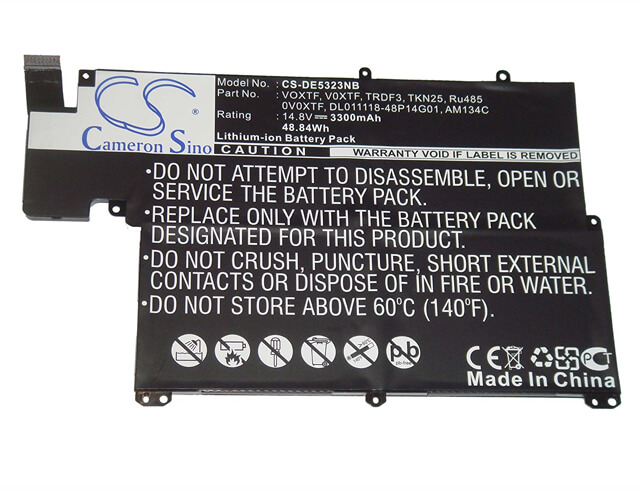 CS
Cameron Sino
Model No.: CS-DE5323NB
Part No.: VOXTF, V0XTF, TRDF3, TKN25, Ru485
0V0XTF, DL011118-48P14G01, AM134C
Rating: 14.8V⎓ 3300mAh
48.84Wh
Lithium-ion Battery Pack
CAUTION
VOID WARRANTY IF LABEL IS REMOVED
•DO NOT ATTEMPT TO DISASSEMBLE, OPEN OR
SERVICE THE BATTERY PACK.
•REPLACE ONLY WITH THE BATTERY PACK
DESIGNATED FOR THIS PRODUCT.
•DO NOT CRUSH, PUNCTURE, SHORT EXTERNAL
CONTACTS OR DISPOSE OF IN FIRE OR WATER.
•DO NOT STORE ABOVE 60°C (140°F).
Pb
CE
Made In China